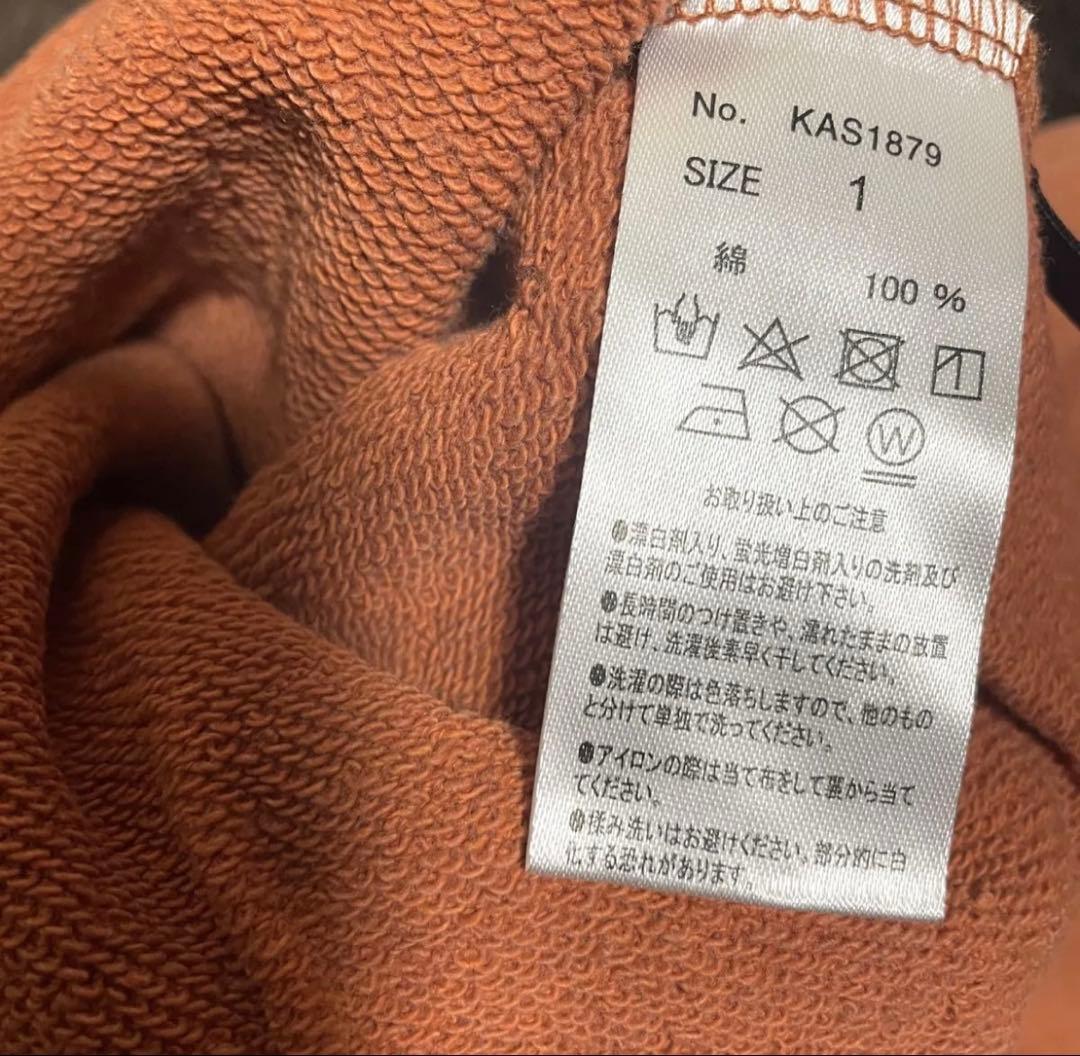 No. KAS1879
SIZE 1
綿 100 %
W
お取り扱い上のご注意
●漂白剤入り、蛍光増白剤入りの洗剤及び
漂白剤のご使用はお避け下さい。
●長時間のつけ置きや、濡れたままの放置
は避け、洗濯後素早く干してください。
●洗濯の際は色落ちしますので、他のもの
と分けて単独で洗ってください。
●アイロンの際は当て布をして裏から当て
てください。
●揉み洗いはお避けください。部分的に白
化する恐れがあります。